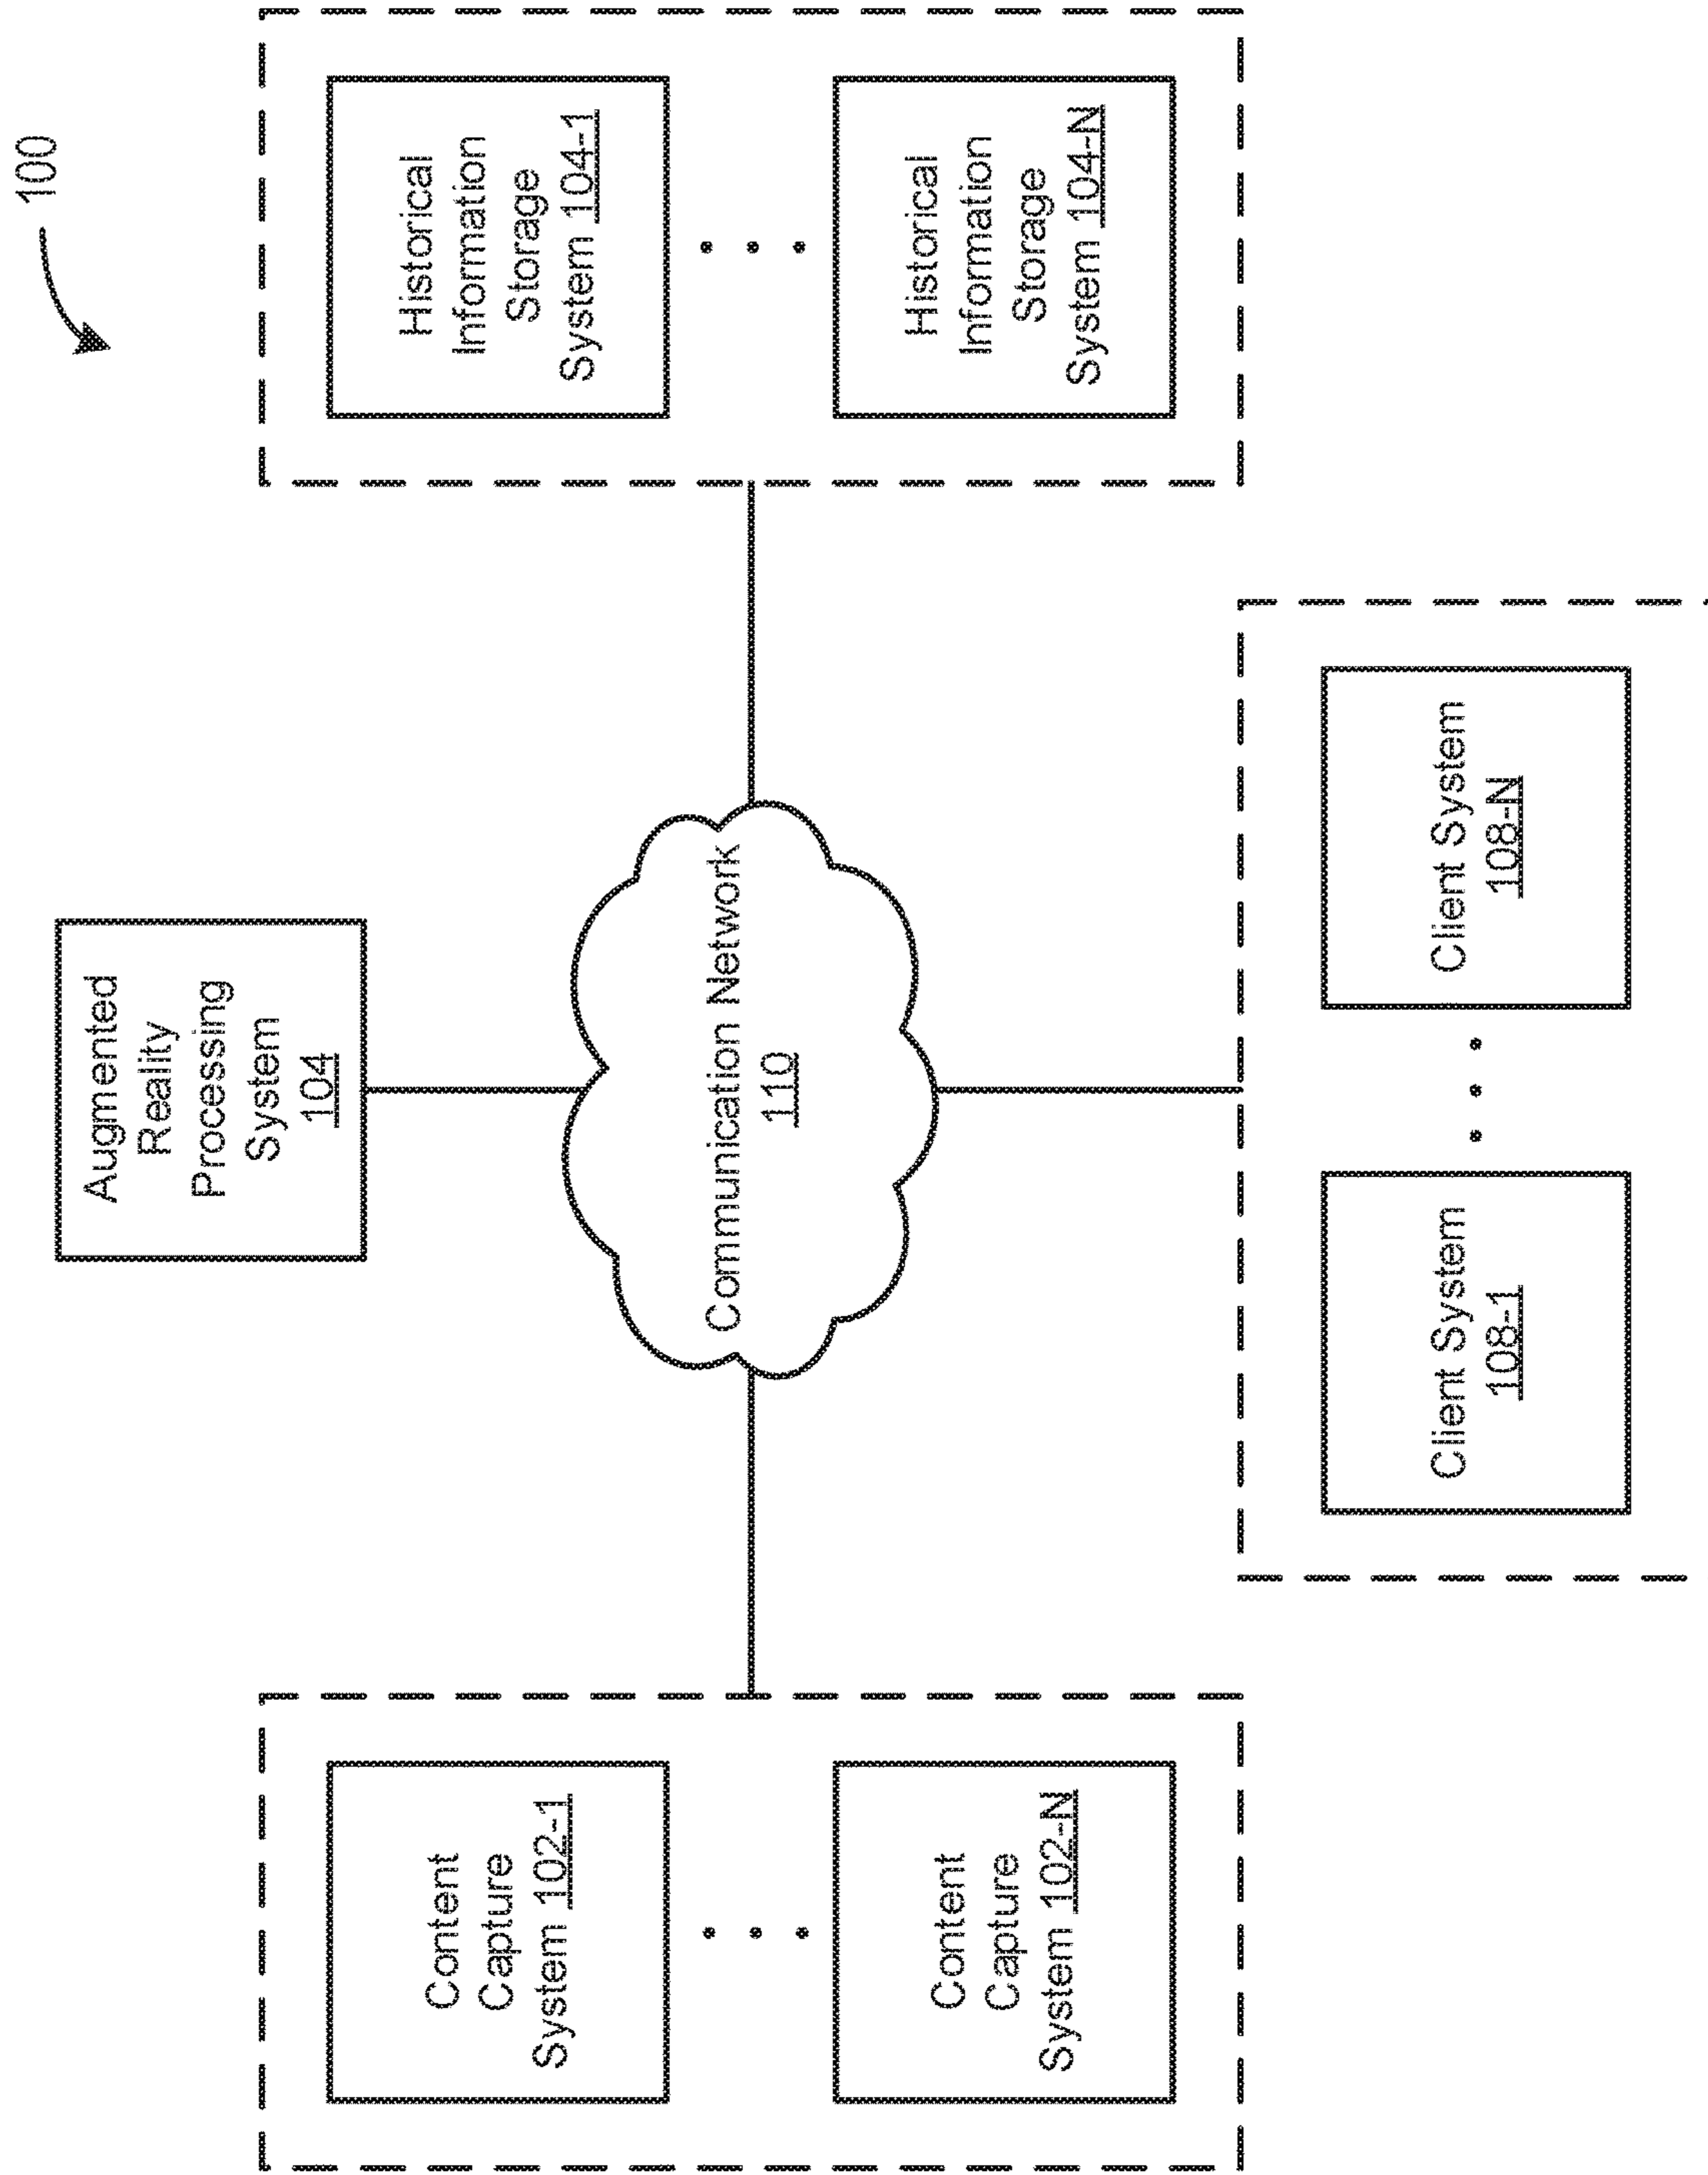 100
Augmented
Reality
Processing
System
104
Content
Capture
System 102-1
Content
Capture
System 102-N
Communication Network
110
Historical
Information
Storage
System 104-1
Historical
Information
Storage
System 104-N
Client System
108-1
Client System
108-N